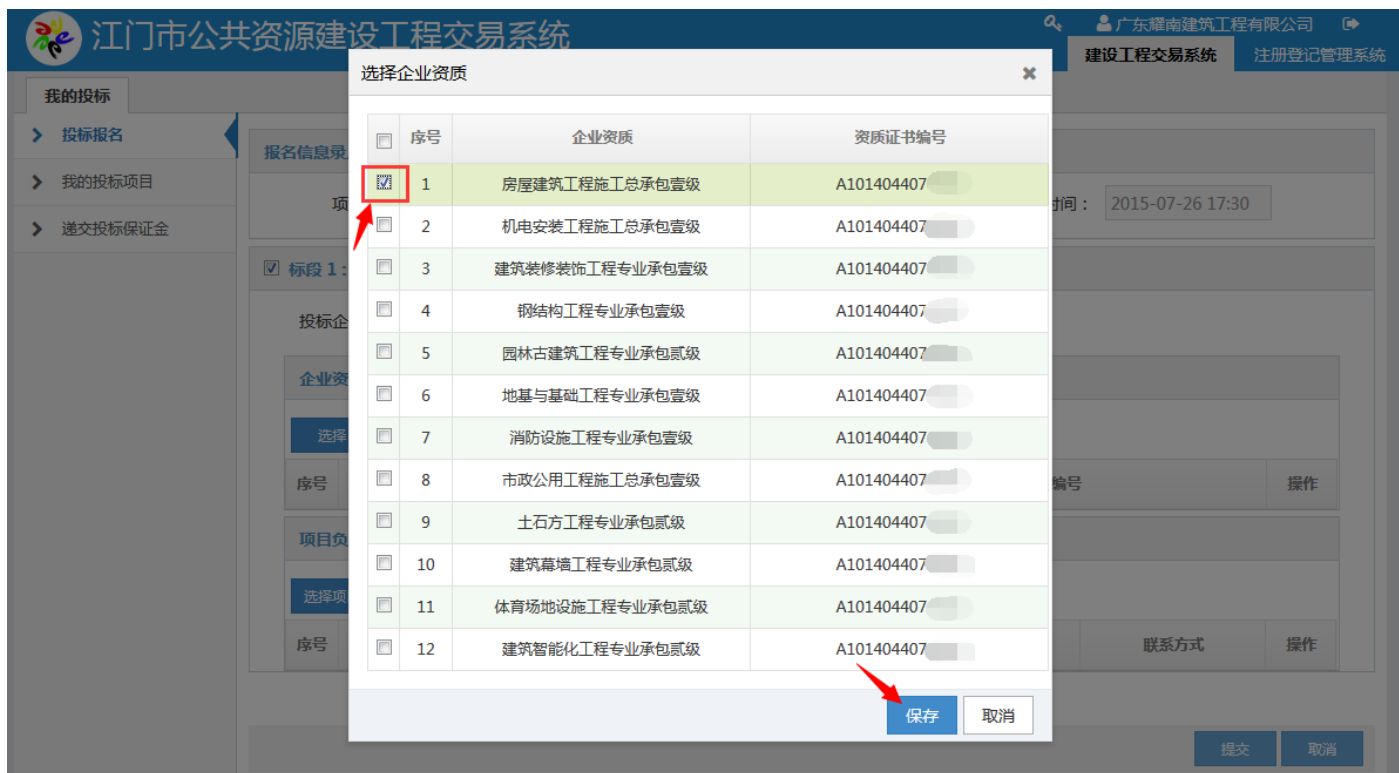 江门市公共资源建设工程交易系统
广东耀南建筑工程有限公司
建设工程交易系统 注册登记管理系统
我的投标
投标报名
我的投标项目
递交投标保证金
报名信息录
项
时间： 2015-07-26 17:30
标段 1：
投标企
企业资
选择
序号 编号 操作
项目负
选择项
序号 联系方式 操作
选择企业资质
序号 企业资质 资质证书编号
1 房屋建筑工程施工总承包壹级 A101404407
2 机电安装工程施工总承包壹级 A101404407
3 建筑装修装饰工程专业承包壹级 A101404407
4 钢结构工程专业承包壹级 A101404407
5 园林古建筑工程专业承包贰级 A101404407
6 地基与基础工程专业承包壹级 A101404407
7 消防设施工程专业承包壹级 A101404407
8 市政公用工程施工总承包壹级 A101404407
9 土石方工程专业承包贰级 A101404407
10 建筑幕墙工程专业承包贰级 A101404407
11 体育场地设施工程专业承包贰级 A101404407
12 建筑智能化工程专业承包贰级 A101404407
保存 取消
提交 取消